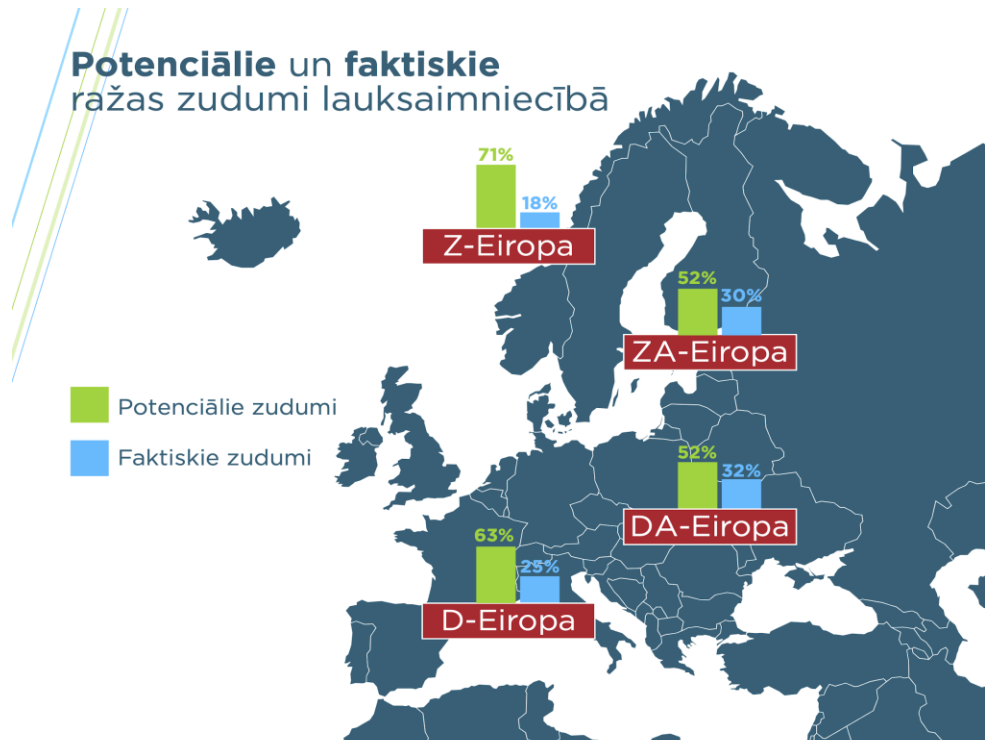 Potenciālie un faktiskie
ražas zudumi lauksaimniecībā
71%
18%
Z-Eiropa
52%
30%
ZA-Eiropa
Potenciālie zudumi
Faktiskie zudumi
52%
32%
DA-Eiropa
63%
25%
D-Eiropa